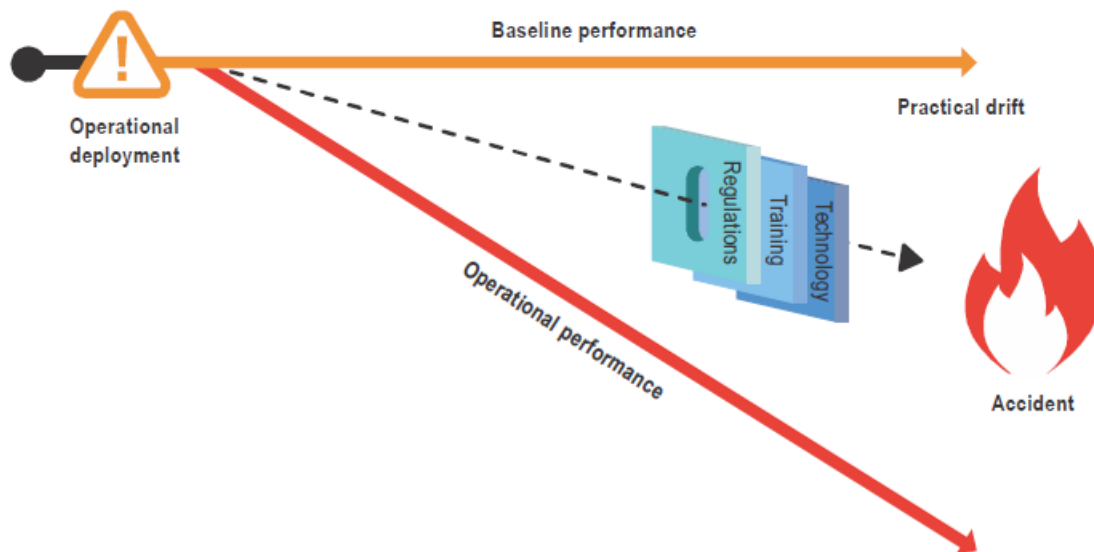 Baseline performance
Operational
deployment
Practical drift
Regulations
Training
Technology
Operational performance
Accident